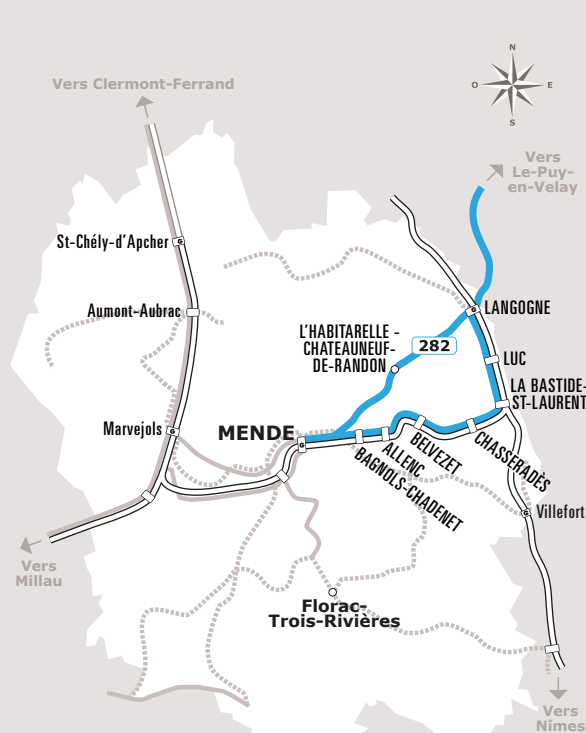 N
O
E
S
Vers Clermont-Ferrand
Vers
Le-Puy-
en-Velay
St-Chély-d'Apcher
Aumont-Aubrac
LANGOGNE
L'HABITARELLE -
CHATEAUNEUF-
DE-RANDON
282
LUC
LA BASTIDE-
ST-LAURENT
Marvejols
MENDE
CHASSERADÈS
BELVEZET
ALLENC
BAGNOLS-CHADENET
Villefort
Vers
Millau
Florac-
Trois-Rivières
Vers
Nîmes